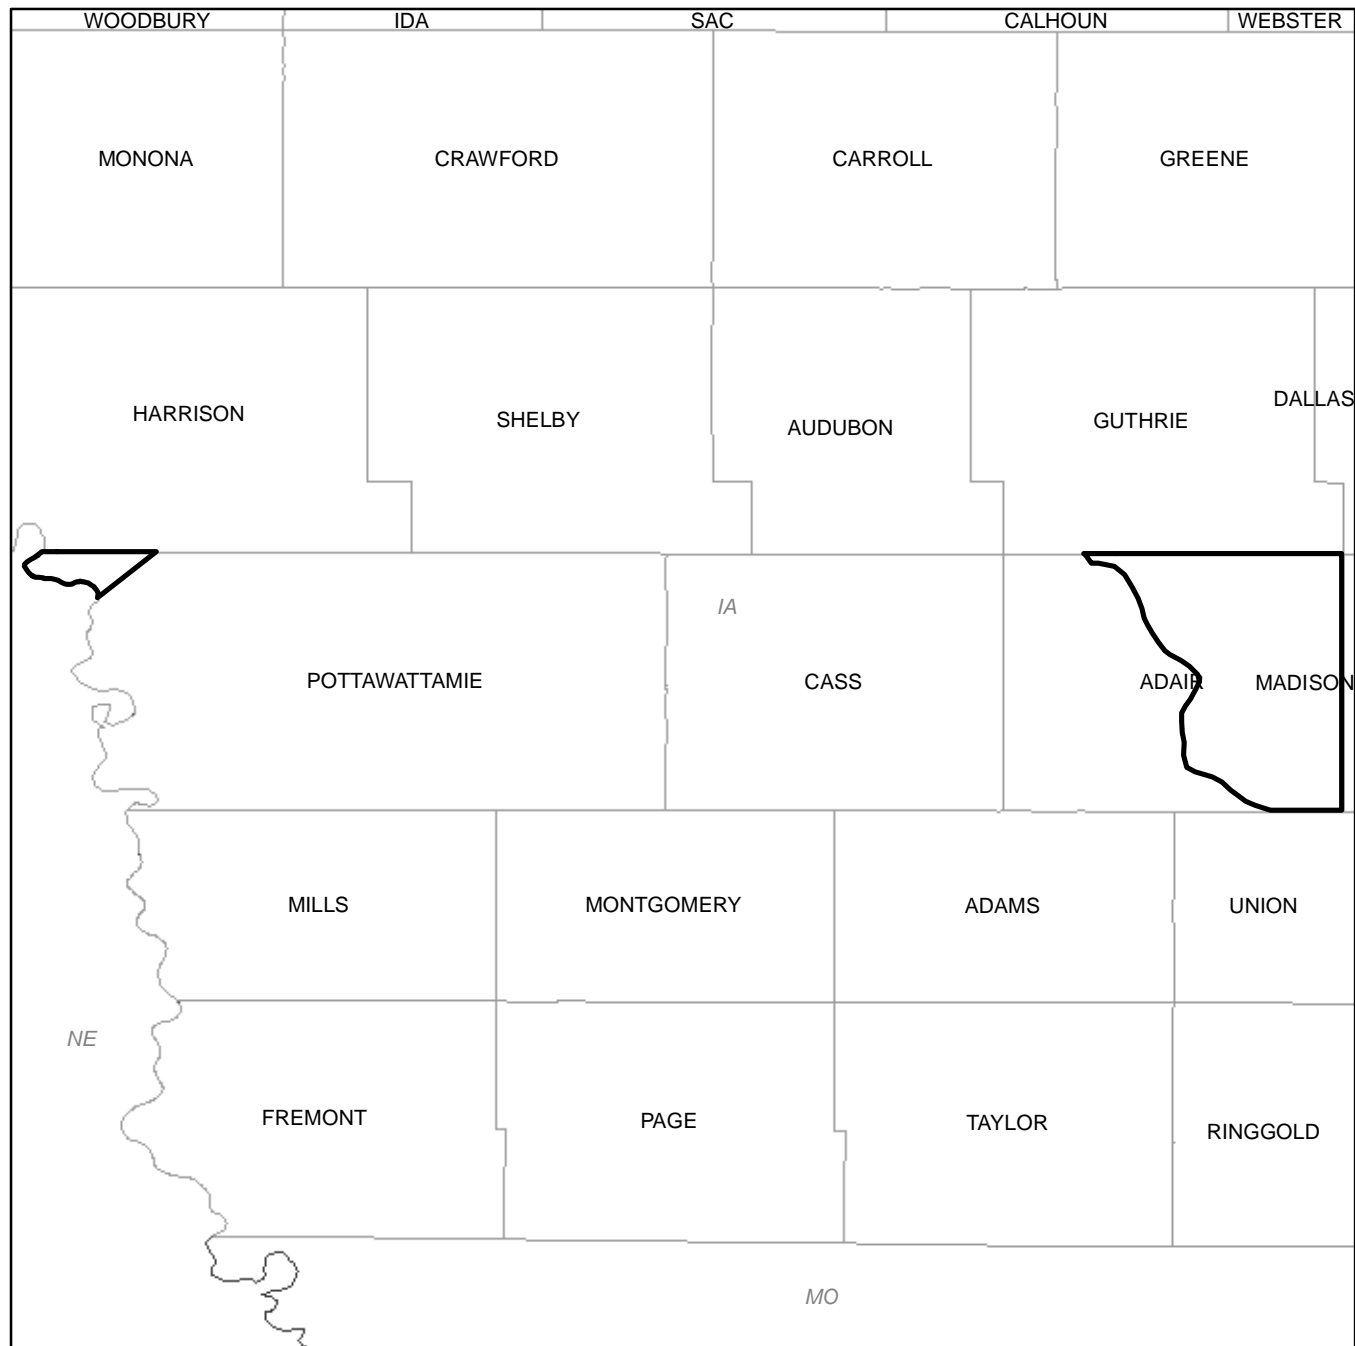 WOODBURY IDA SAC CALHOUN WEBSTER
MONONA CRAWFORD CARROLL GREENE
HARRISON SHELBY AUDUBON GUTHRIE DALLAS
IA
POTTAWATTAMIE CASS ADAIR MADISON
MILLS MONTGOMERY ADAMS UNION
NE
FREMONT PAGE TAYLOR RINGGOLD
MO